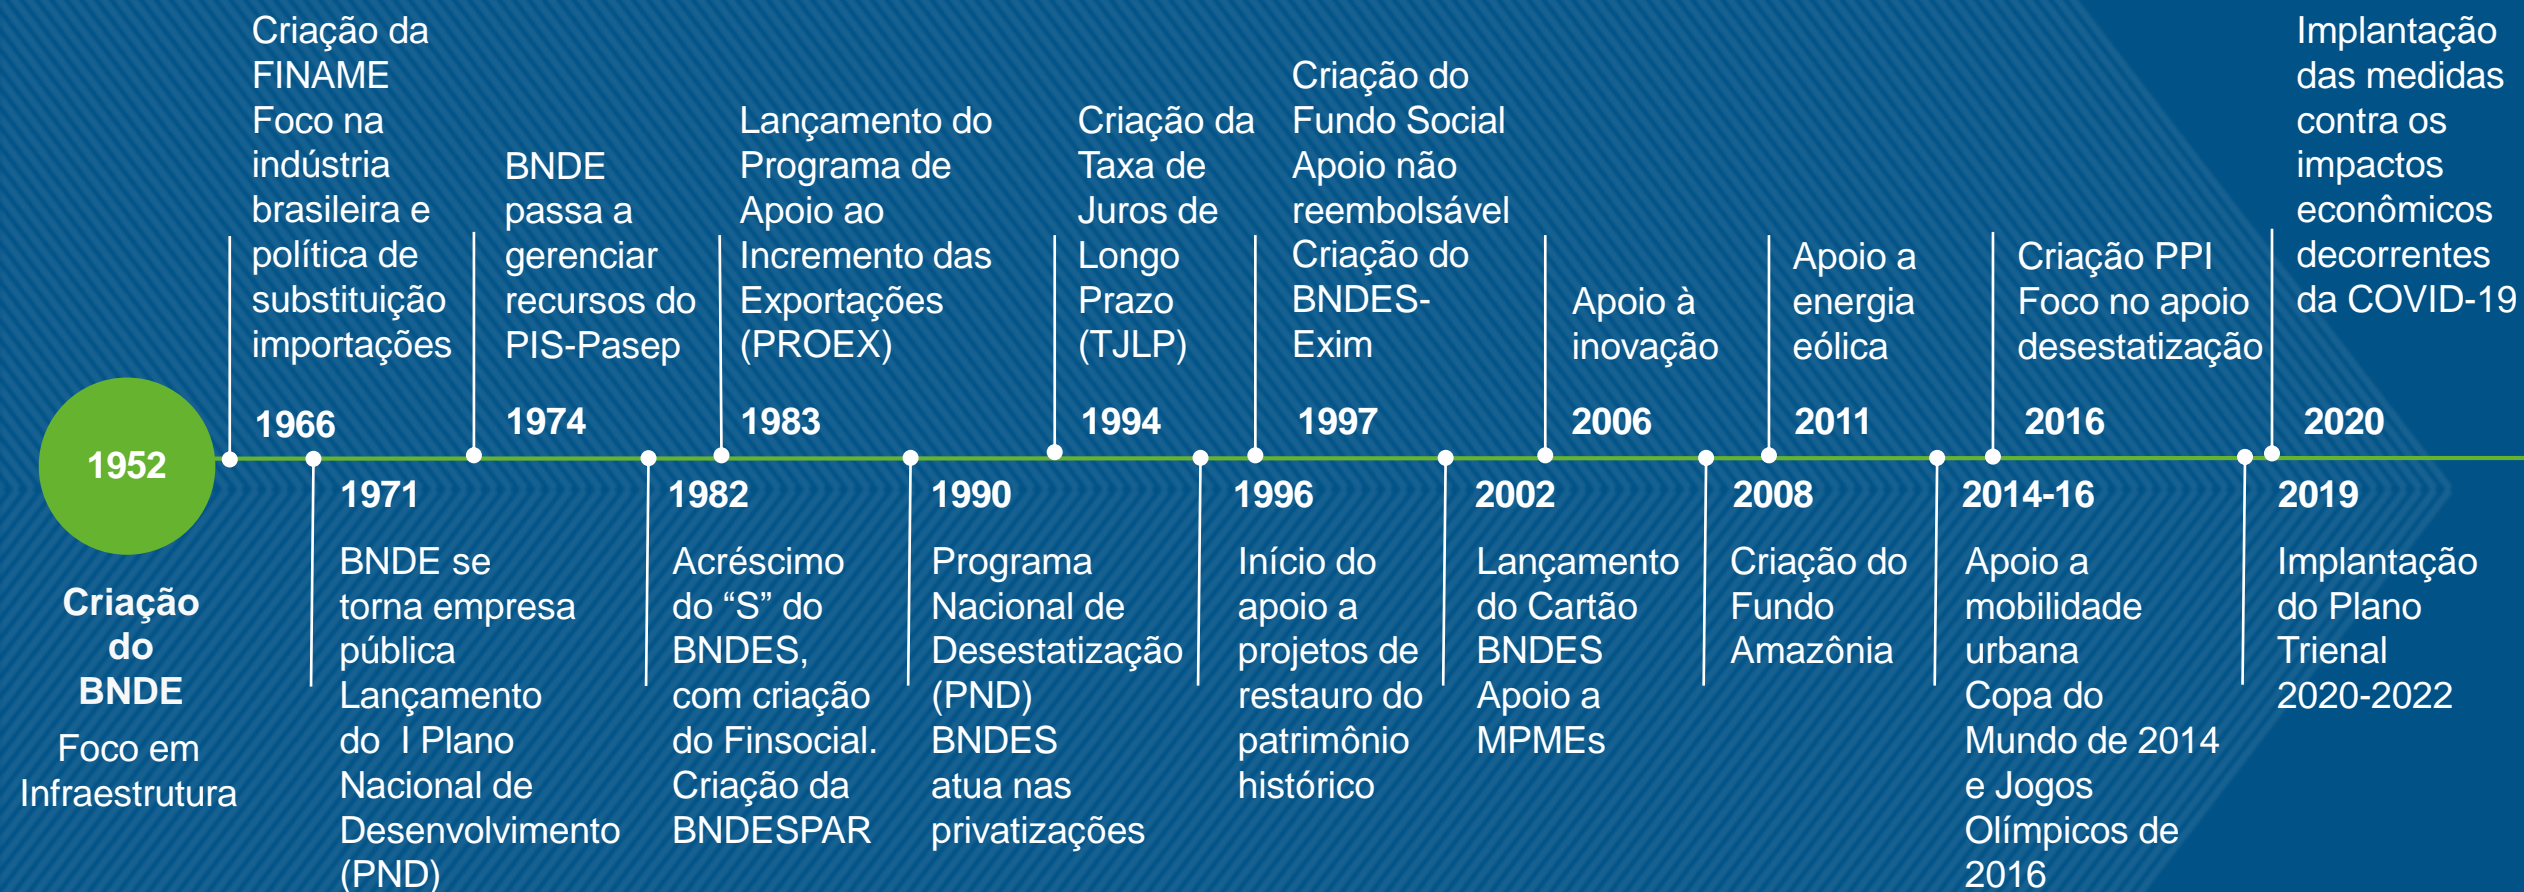 1952
Criação
do
BNDE
Foco em
Infraestrutura
Criação da
FINAME
Foco na
indústria
brasileira e
política de
substituição
importações
1966
1971
BNDE se
torna empresa
pública
Lançamento
do I Plano
Nacional de
Desenvolvimento
(PND)
BNDE
passa a
gerenciar
recursos do
PIS-Pasep
1974
1982
Acréscimo
do “S” do
BNDES,
com criação
do Finsocial.
Criação da
BNDESPAR
Lançamento do
Programa de
Apoio ao
Incremento das
Exportações
(PROEX)
1983
1990
Programa
Nacional de
Desestatização
(PND)
BNDES
atua nas
privatizações
Criação da
Taxa de
Juros de
Longo
Prazo
(TJLP)
1994
1996
Início do
apoio a
projetos de
restauro do
patrimônio
histórico
Criação do
Fundo Social
Apoio não
reembolsável
Criação do
BNDES-
Exim
1997
2002
Lançamento
do Cartão
BNDES
Apoio a
MPMEs
Apoio à
inovação
2006
2008
Criação do
Fundo
Amazônia
Apoio a
energia
eólica
2011
2014-16
Apoio a
mobilidade
urbana
Copa do
Mundo de 2014
e Jogos
Olímpicos de
2016
Criação PPI
Foco no apoio
desestatização
2016
2019
Implantação
do Plano
Trienal
2020-2022
Implantação
das medidas
contra os
impactos
econômicos
decorrentes
da COVID-19
2020